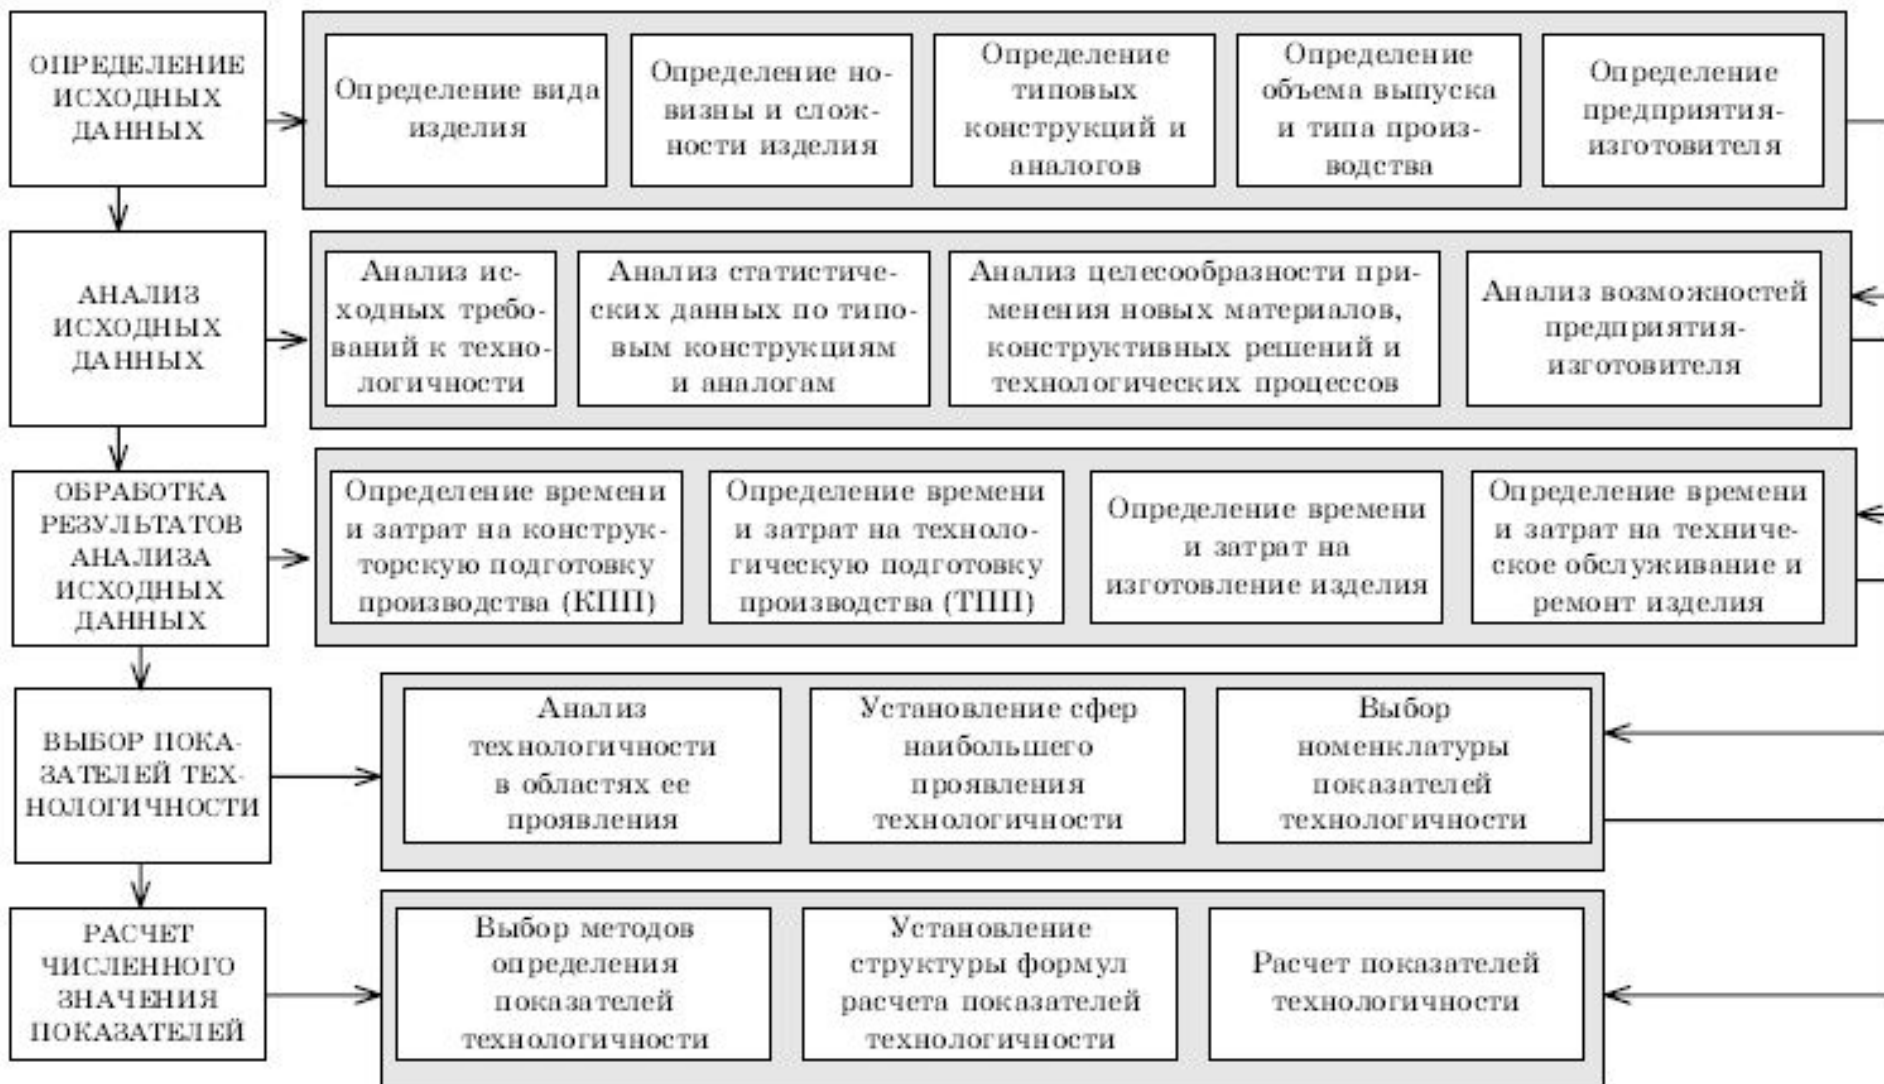 ОПРЕДЕЛЕНИЕ
ИСХОДНЫХ
ДАННЫХ
Определение вида
изделия
Определение но-
визны и слож-
ности изделия
Определение
типовых
конструкций и
аналогов
Определение
объема выпуска
и типа произ-
водства
Определение
предприятия-
изготовителя
АНАЛИЗ
ИСХОДНЫХ
ДАННЫХ
Анализ ис-
ходных требо-
ваний к техно-
логичности
Анализ статистиче-
ских данных по типо-
вым конструкциям
и аналогам
Анализ целесообразности при-
менения новых материалов,
конструктивных решений и
технологических процессов
Анализ возможностей
предприятия-
изготовителя
ОБРАБОТКА
РЕЗУЛЬТАТОВ
АНАЛИЗА
ИСХОДНЫХ
ДАННЫХ
Определение времени
и затрат на конструк-
торскую подготовку
производства (КПП)
Определение времени
и затрат на техноло-
гическую подготовку
производства (ТПП)
Определение времени
и затрат на
изготовление изделия
Определение времени
и затрат на техниче-
ское обслуживание и
ремонт изделия
ВЫБОР ПОКА-
ЗАТЕЛЕЙ ТЕХ-
НОЛОГИЧНОСТИ
Анализ
технологичности
в областях ее
проявления
Установление сфер
наибольшего
проявления
технологичности
Выбор
номенклатуры
показателей
технологичности
РАСЧЕТ
ЧИСЛЕННОГО
ЗНАЧЕНИЯ
ПОКАЗАТЕЛЕЙ
Выбор методов
определения
показателей
технологичности
Установление
структуры формул
расчета показателей
технологичности
Расчет показателей
технологичности